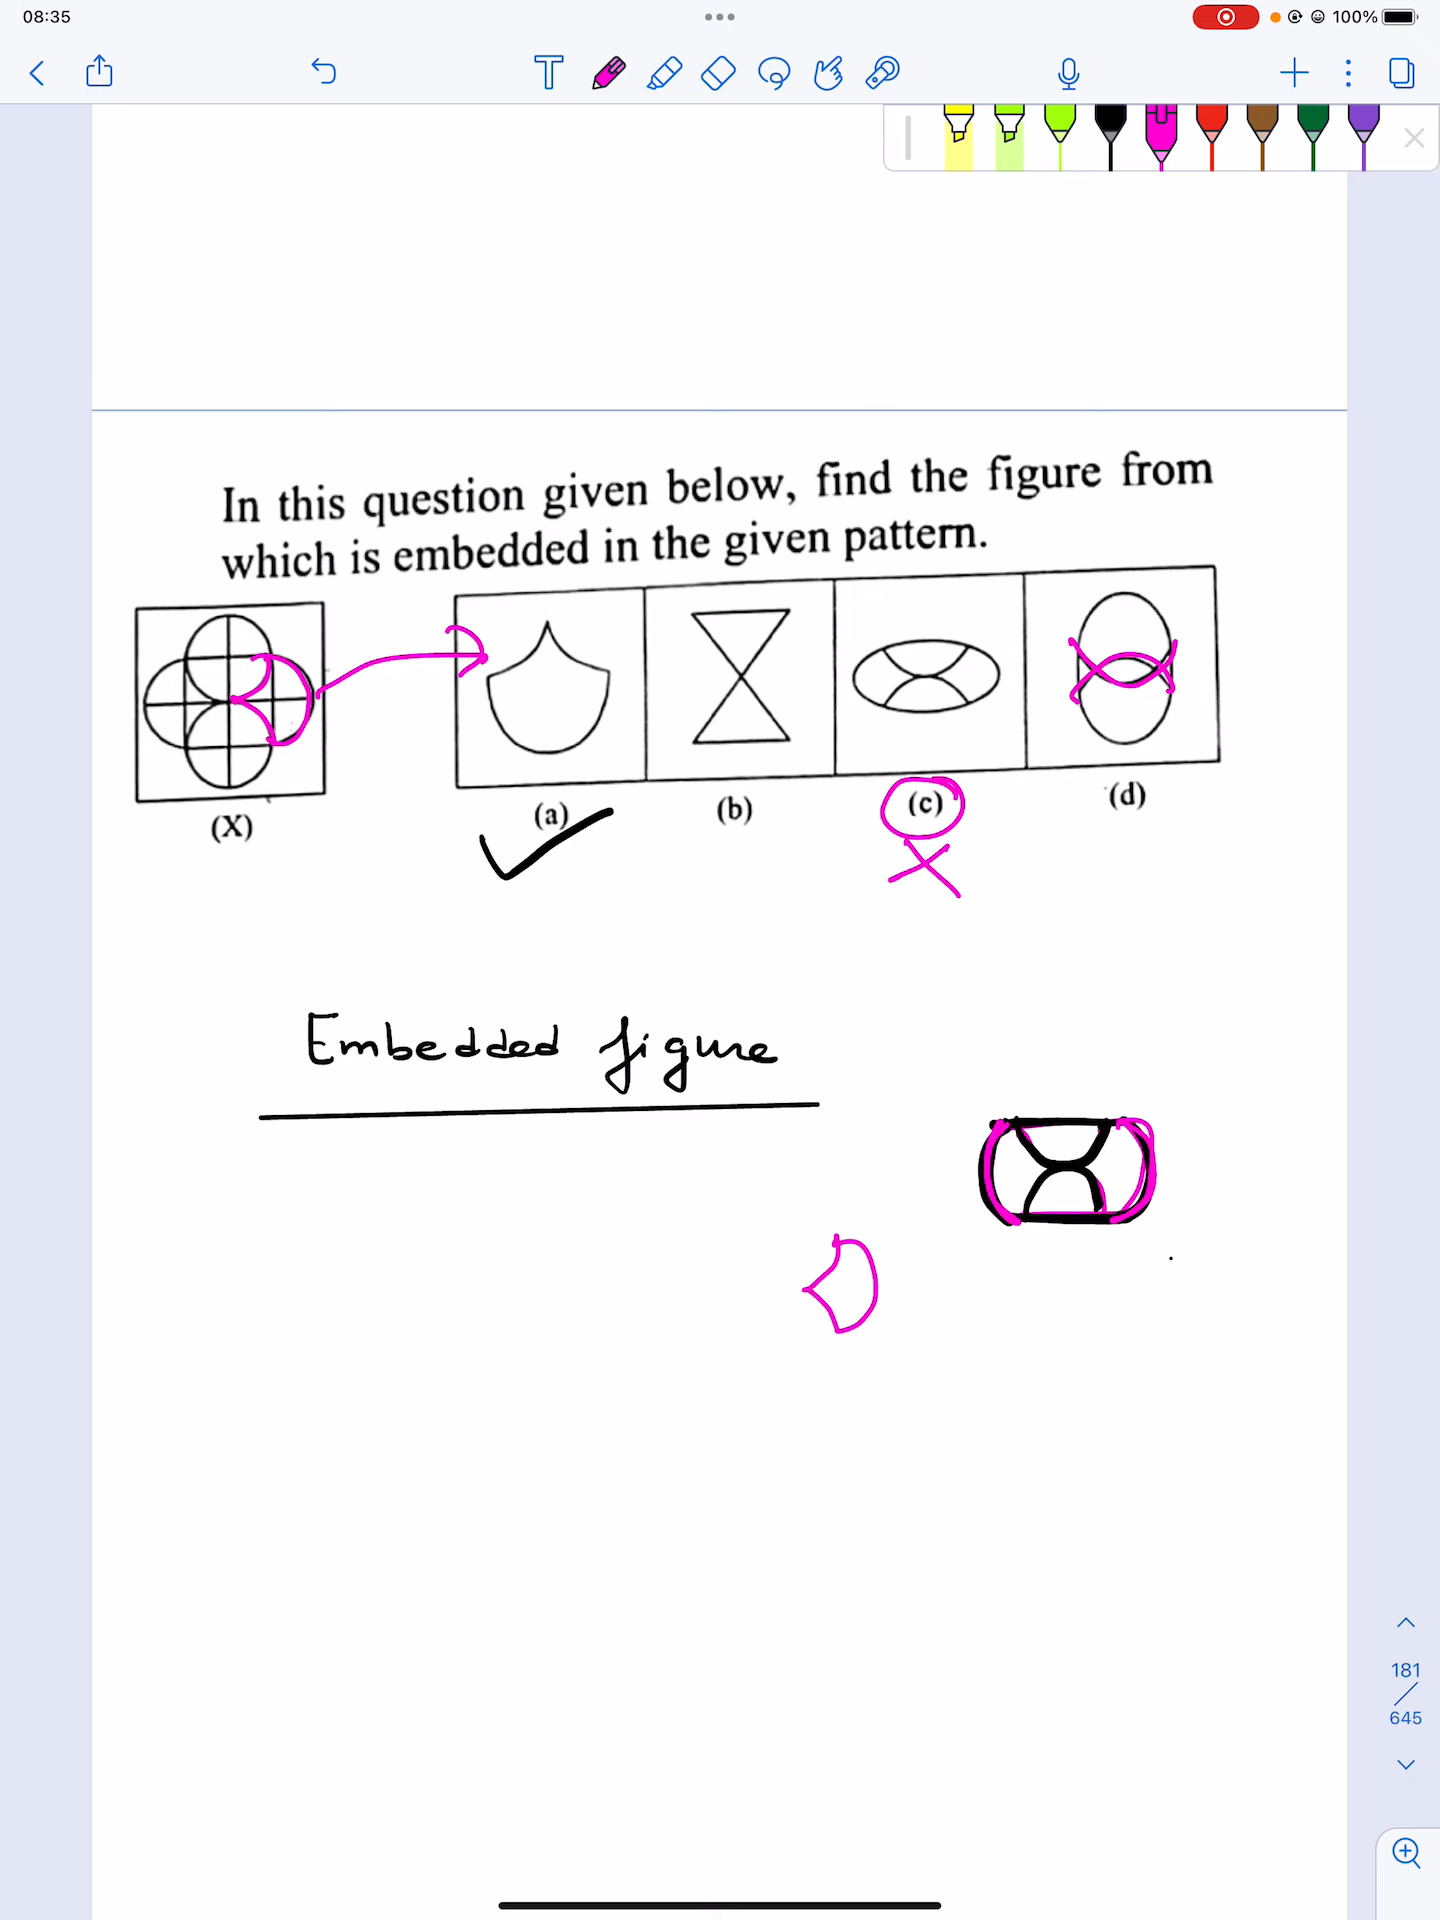 08:35
100%
T
In this question given below, find the figure from
which is embedded in the given pattern.
(X)
(a)
(b)
(c)
(d)
Embedded figure
181
645